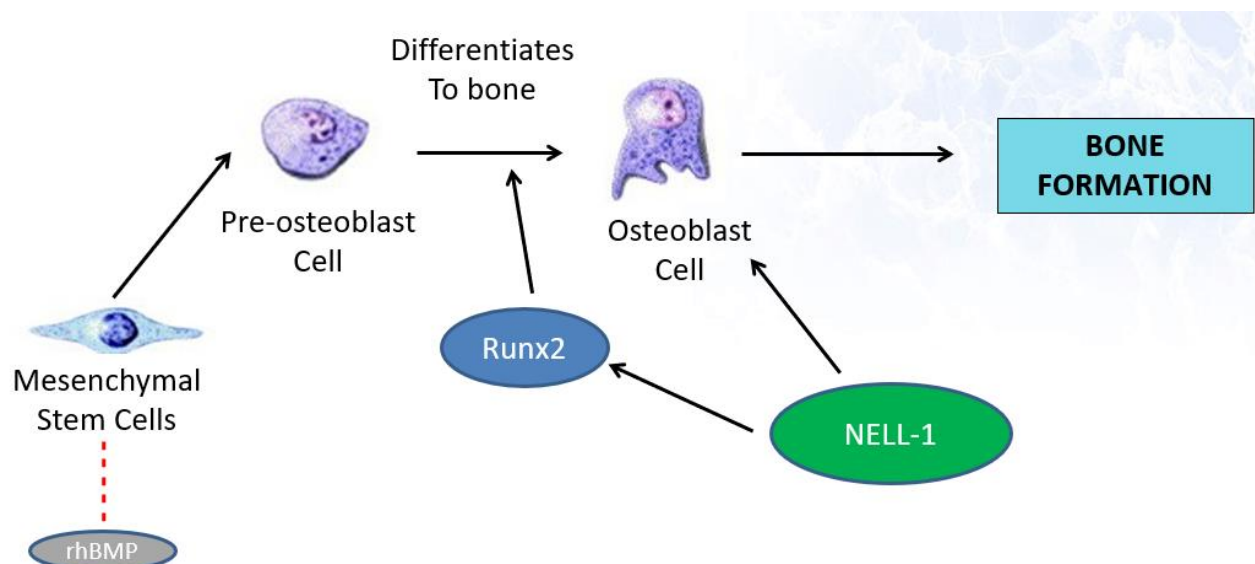 Differentiates
To bone
BONE
FORMATION
Pre-osteoblast
Cell
Osteoblast
Cell
Runx2
Mesenchymal
Stem Cells
NELL-1
rhBMP